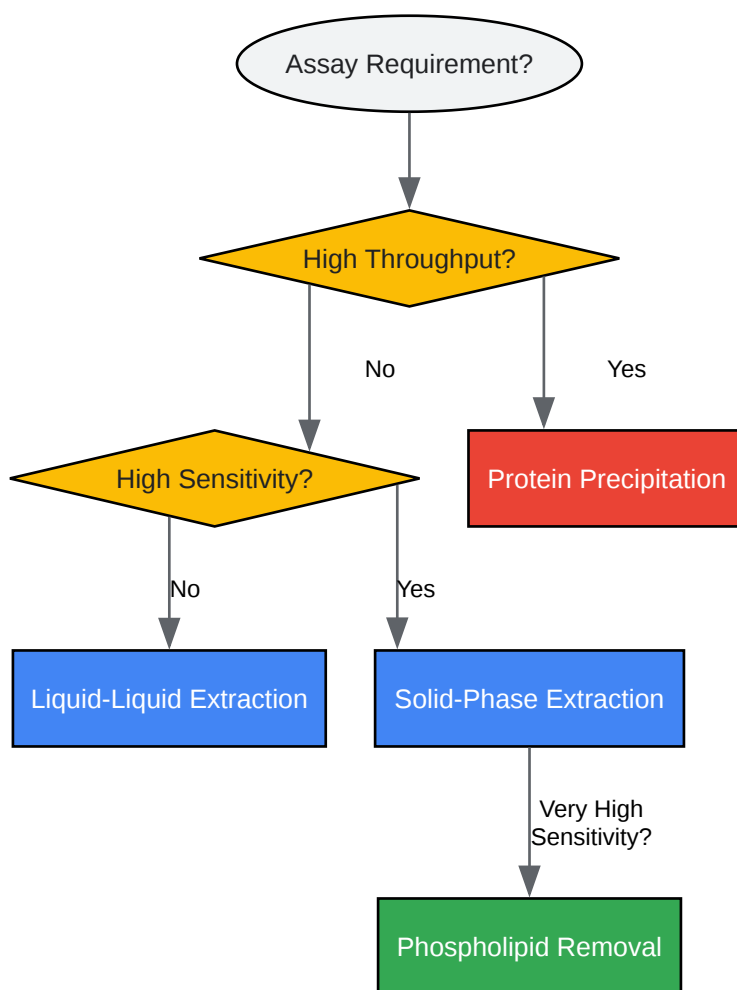 Assay Requirement?
High Throughput?
No
Yes
High Sensitivity?
Protein Precipitation
No
Yes
Liquid-Liquid Extraction
Solid-Phase Extraction
Very High
Sensitivity?
Phospholipid Removal